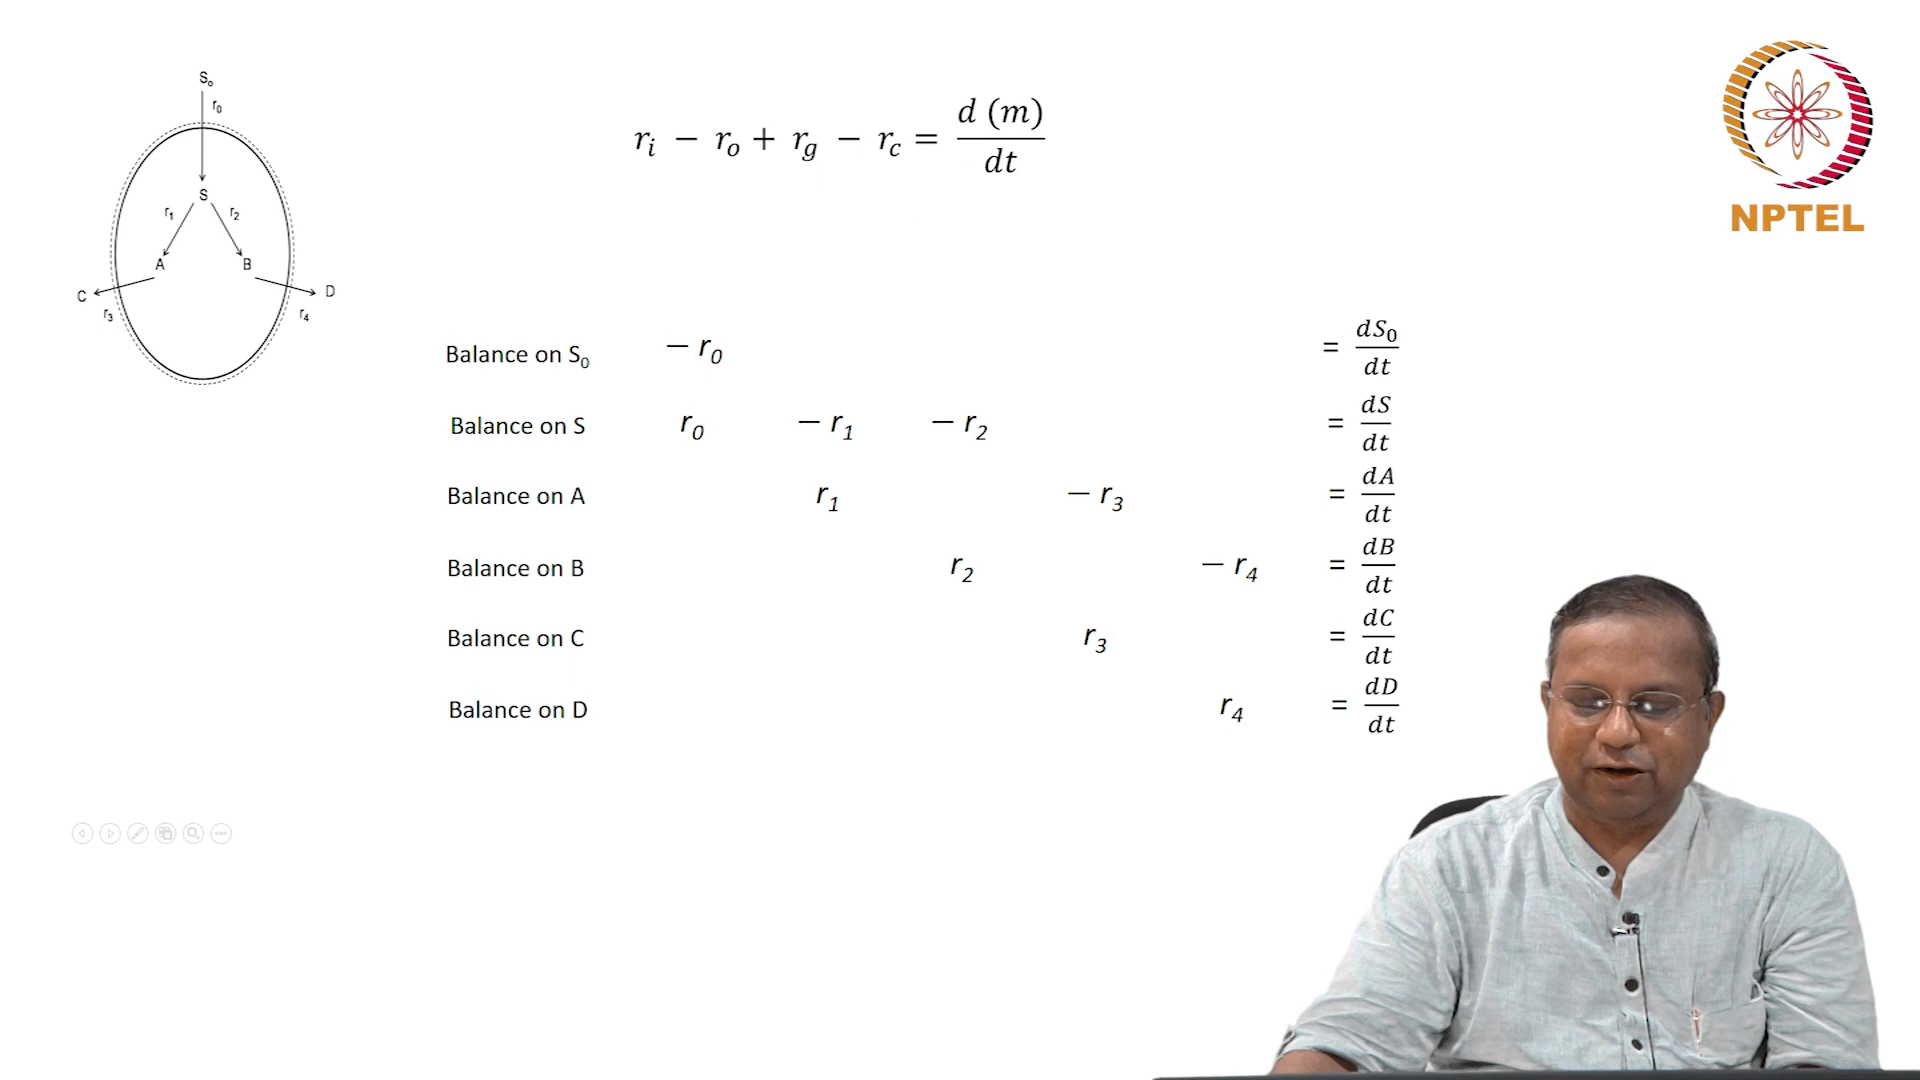 S₀
r₀
S
r₁ r₂
A B
C D
r₃ r₄
rᵢ − rₒ + r_g − r_c = d (m) / dt
NPTEL
Balance on S₀ − r₀ = dS₀/dt
Balance on S r₀ − r₁ − r₂ = dS/dt
Balance on A r₁ − r₃ = dA/dt
Balance on B r₂ − r₄ = dB/dt
Balance on C r₃ = dC/dt
Balance on D r₄ = dD/dt